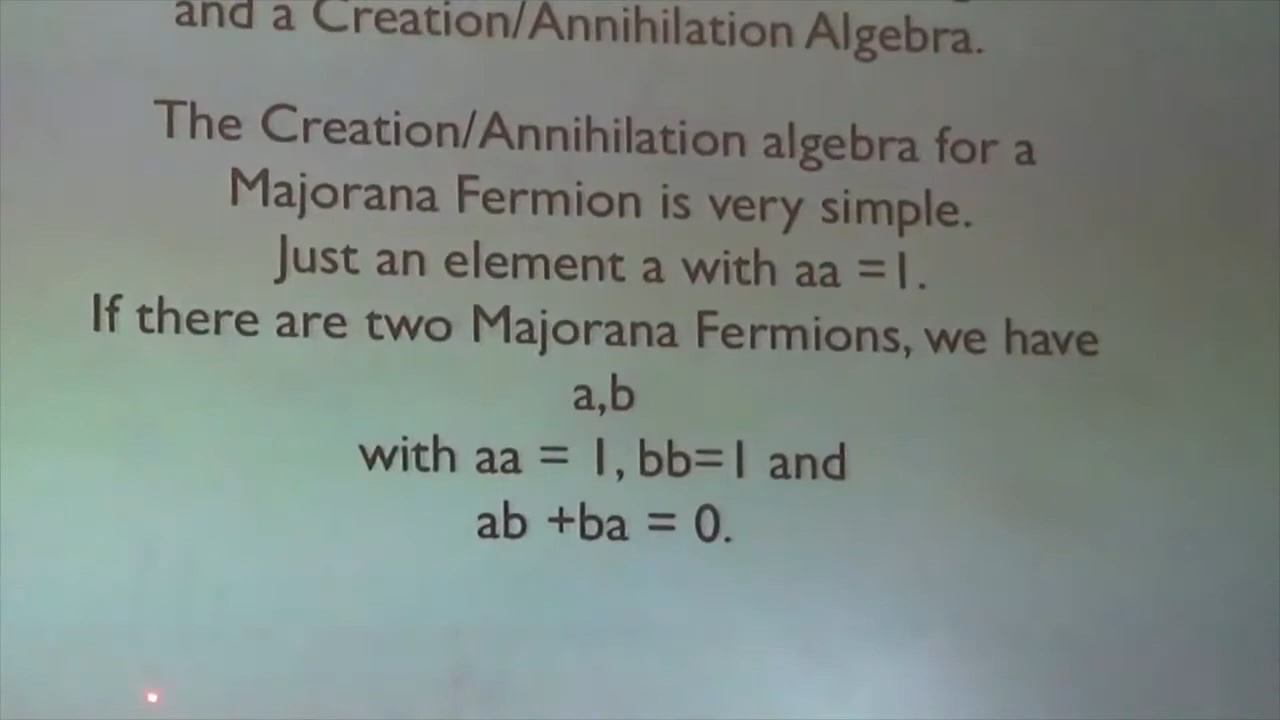 and a Creation/Annihilation Algebra.
The Creation/Annihilation algebra for a
Majorana Fermion is very simple.
Just an element a with aa =1.
If there are two Majorana Fermions, we have
a,b
with aa = 1, bb=1 and
ab +ba = 0.